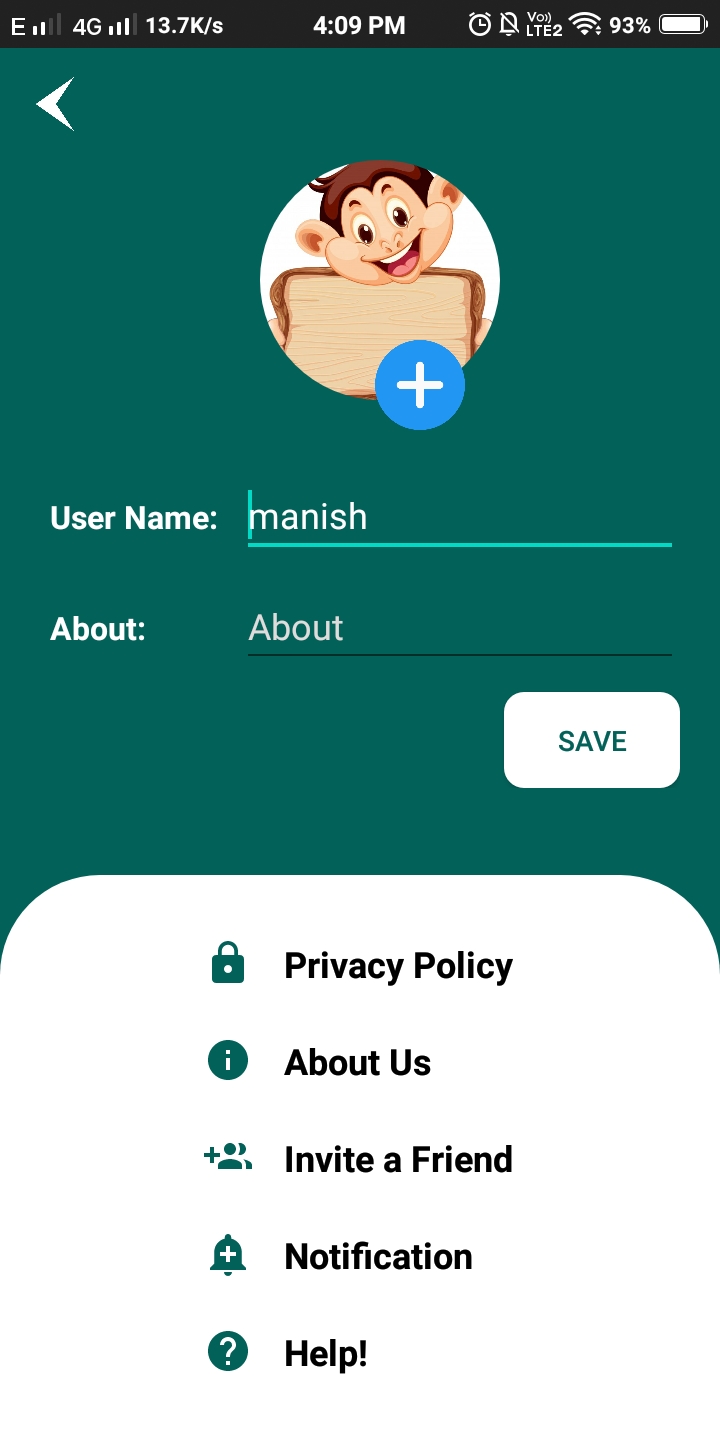 E 4G 13.7K/s 4:09 PM Vo)) LTE2 93%
User Name: manish
About: About
SAVE
Privacy Policy
About Us
Invite a Friend
Notification
Help!